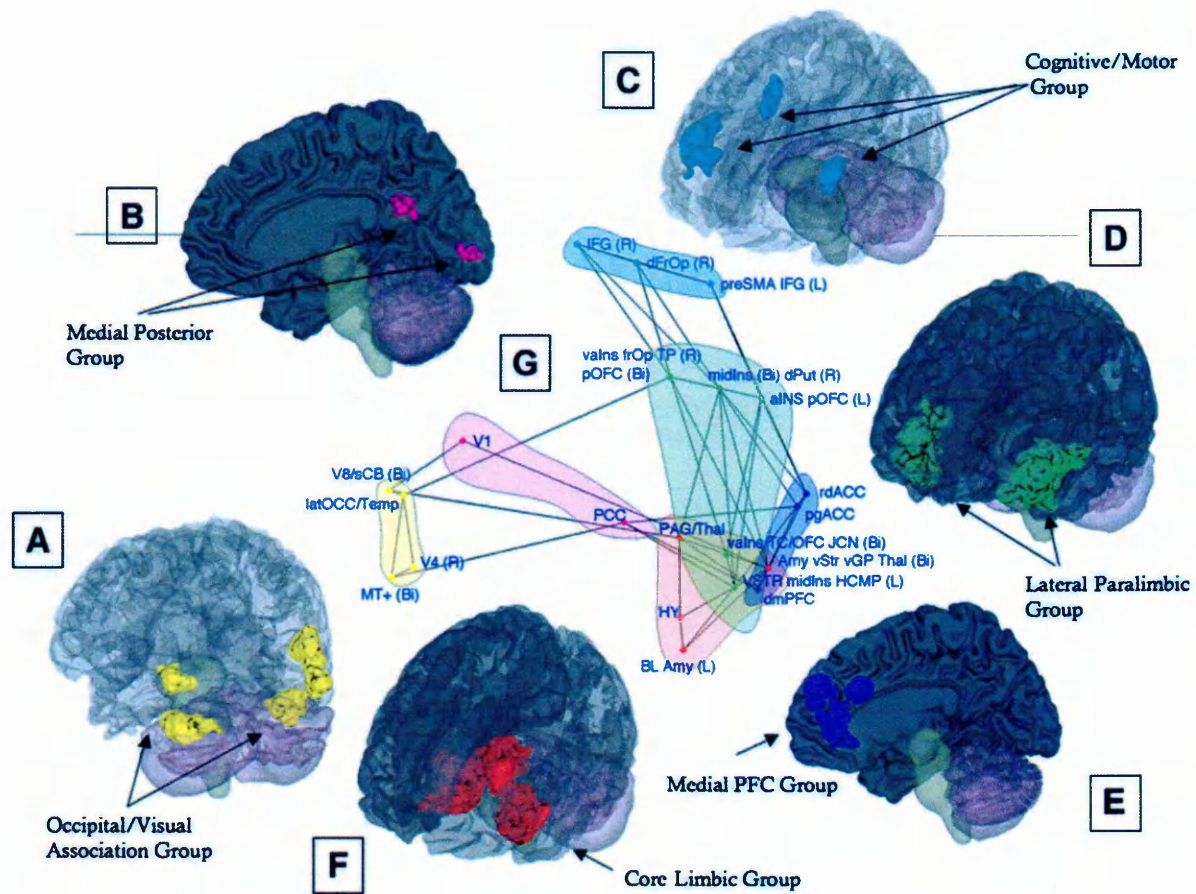 C
Cognitive/Motor
Group
B
D
IFG (R)
dFrOp (R)
preSMA IFG (L)
Medial Posterior
Group
G
vaIns frOp TP (R)
pOFC (Bi)
midIns (Bi) dPut (R)
aINS pOFC (L)
V1
V8/sCB (Bi)
latOCC/Temp
rdACC
pgACC
PCC
PAG/Thal
vaIns TC/OFC JCN (Bi)
Amy vStr vGP Thal (Bi)
VSTR midIns HCMP (L)
dmPFC
A
V4 (R)
MT+ (Bi)
HY
BL Amy (L)
Lateral Paralimbic
Group
Medial PFC Group
E
Occipital/Visual
Association Group
F
Core Limbic Group